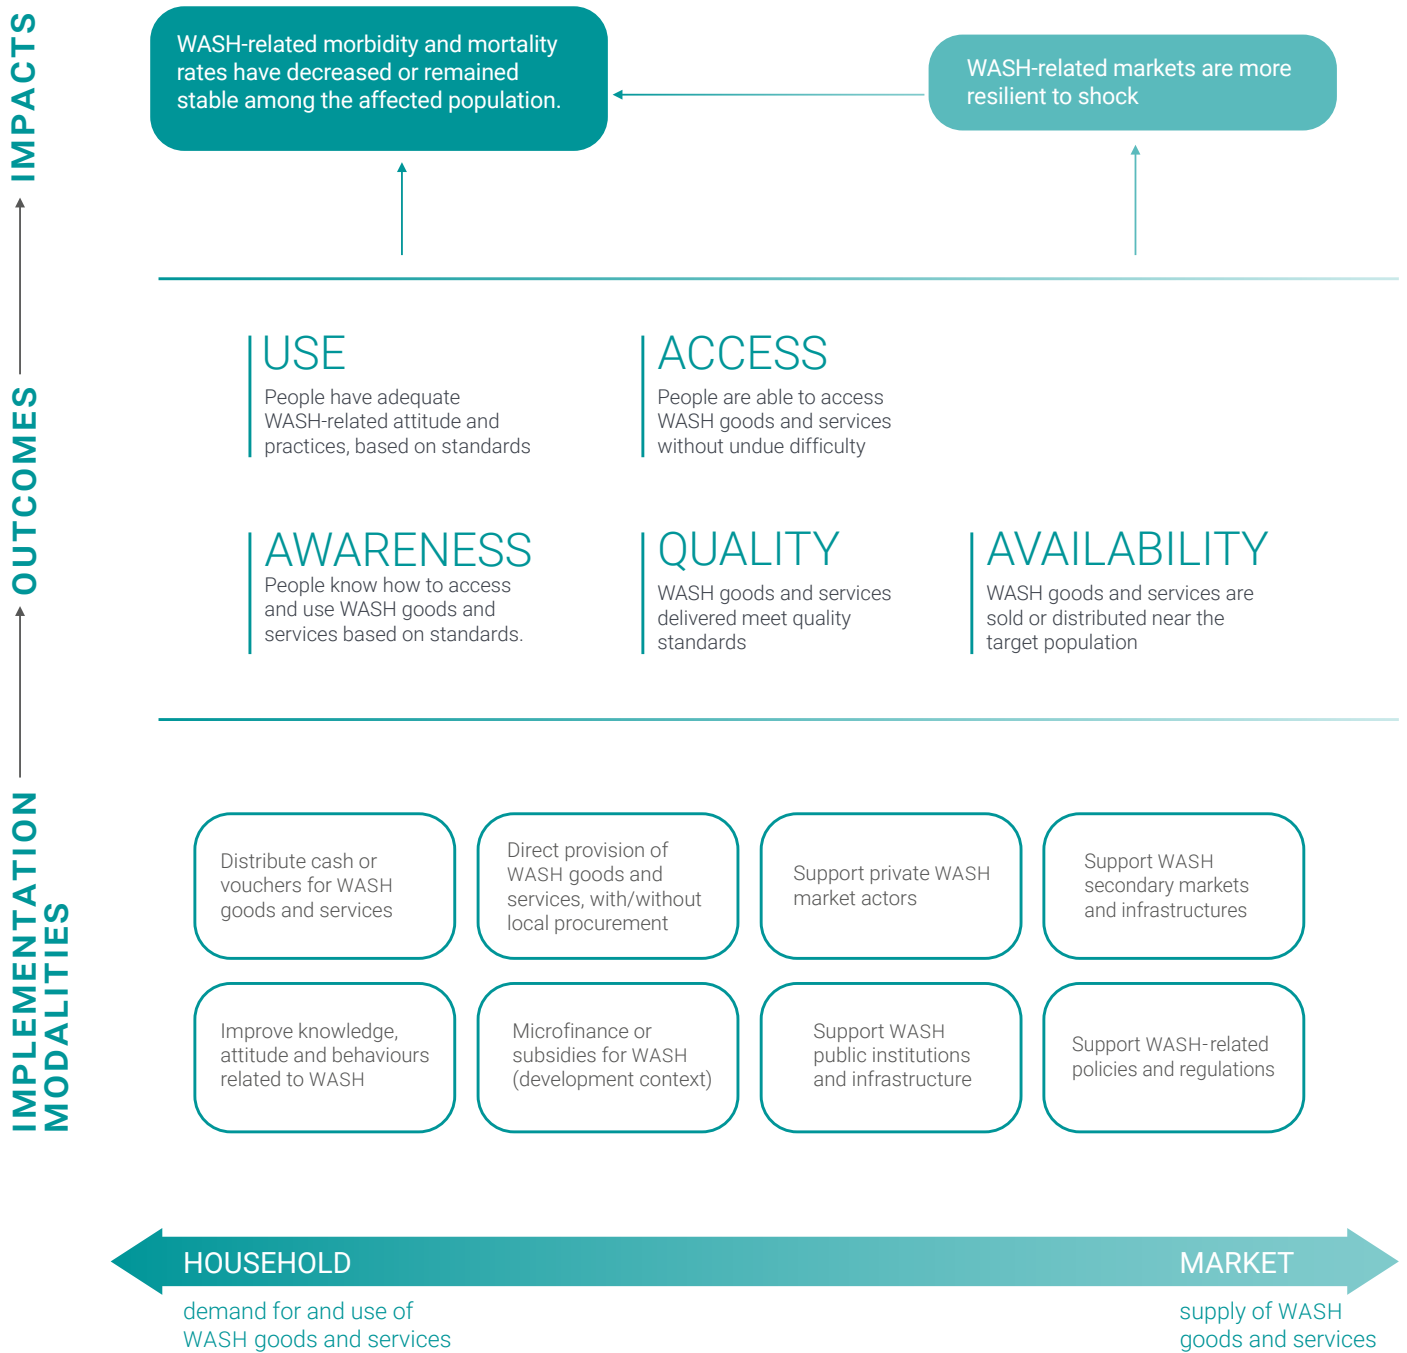 IMPACTS
WASH-related morbidity and mortality
rates have decreased or remained
stable among the affected population.
WASH-related markets are more
resilient to shock
OUTCOMES
USE
People have adequate
WASH-related attitude and
practices, based on standards
ACCESS
People are able to access
WASH goods and services
without undue difficulty
AWARENESS
People know how to access
and use WASH goods and
services based on standards.
QUALITY
WASH goods and services
delivered meet quality
standards
AVAILABILITY
WASH goods and services are
sold or distributed near the
target population
IMPLEMENTATION
MODALITIES
Distribute cash or
vouchers for WASH
goods and services
Direct provision of
WASH goods and
services, with/without
local procurement
Support private WASH
market actors
Support WASH
secondary markets
and infrastructures
Improve knowledge,
attitude and behaviours
related to WASH
Microfinance or
subsidies for WASH
(development context)
Support WASH
public institutions
and infrastructure
Support WASH-related
policies and regulations
HOUSEHOLD
demand for and use of
WASH goods and services
MARKET
supply of WASH
goods and services